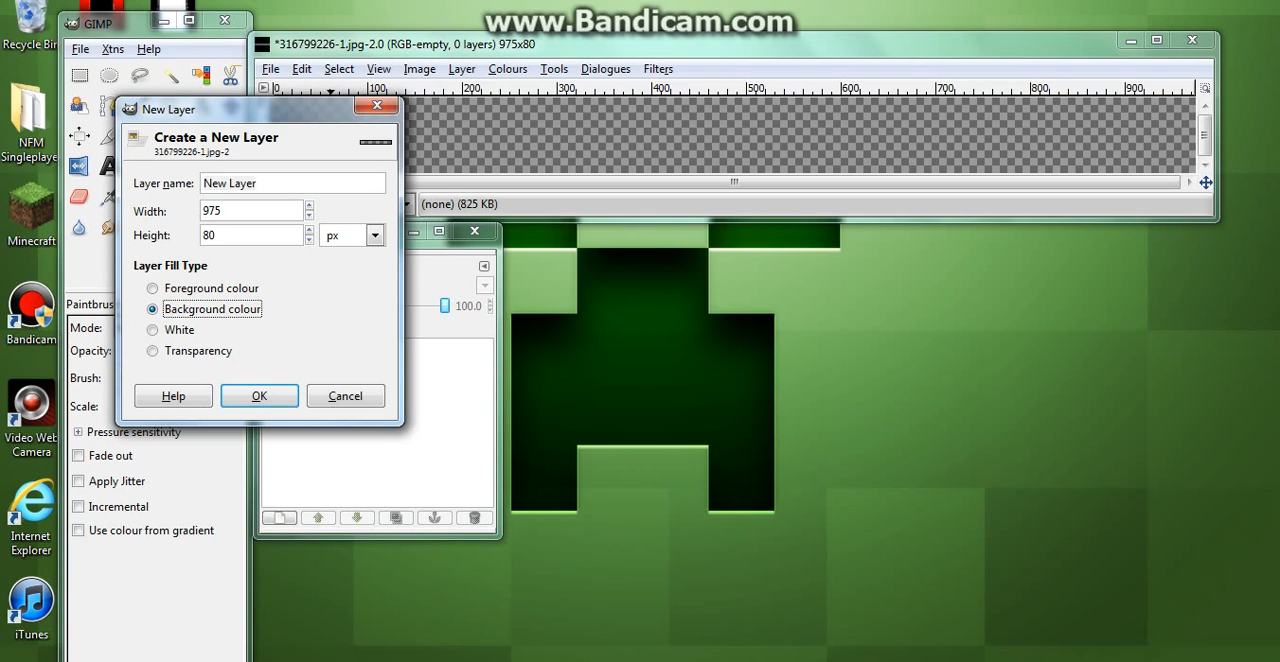 www.Bandicam.com
Recycle Bin
GIMP
File Xtns Help
*316799226-1.jpg-2.0 (RGB-empty, 0 layers) 975x80
File Edit Select View Image Layer Colours Tools Dialogues Filters
0 100 200 300 400 500 600 700 800 900
(none) (825 KB)
New Layer
Create a New Layer
316799226-1.jpg-2
Layer name: New Layer
Width: 975
Height: 80 px
Layer Fill Type
Foreground colour
Background colour
White
Transparency
Help OK Cancel
100.0
Paintbrus
Mode:
Opacity:
Brush:
Scale:
Pressure sensitivity
Fade out
Apply Jitter
Incremental
Use colour from gradient
NFM
Singleplaye
Minecraft
Bandicam
Video Web
Camera
Internet
Explorer
iTunes